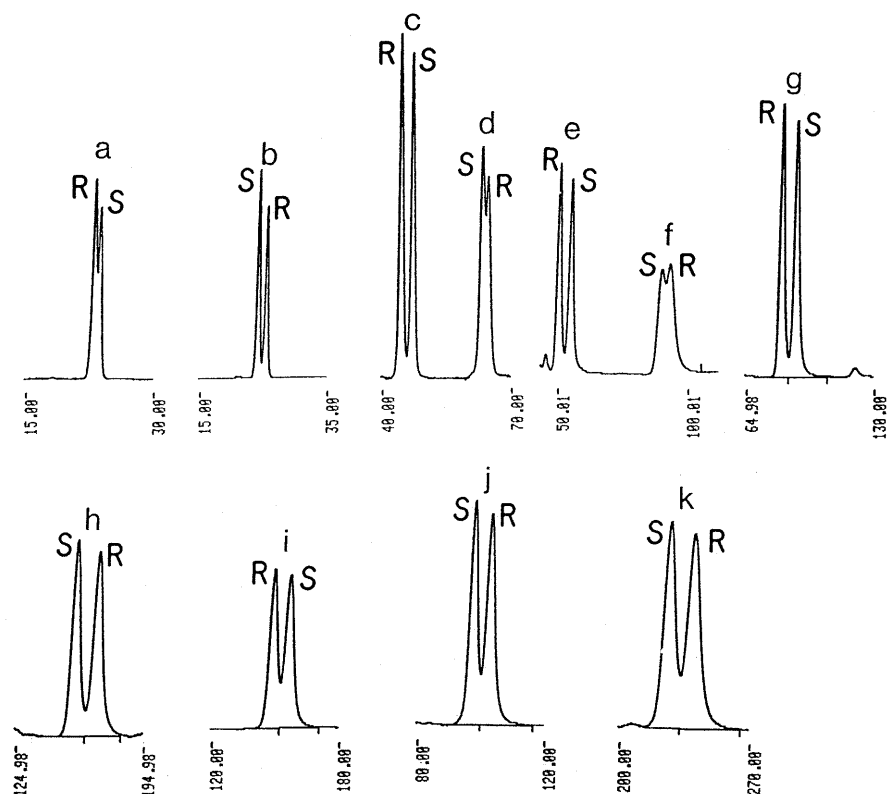 a
R S
15.00
30.00
b
S R
15.00
35.00
c
R S
d
S R
40.00
70.00
e
R S
f
S R
50.01
100.01
g
R S
64.98
130.00
h
S R
124.98
194.98
i
R S
120.00
180.00
j
S R
80.00
120.00
k
S R
200.00
270.00